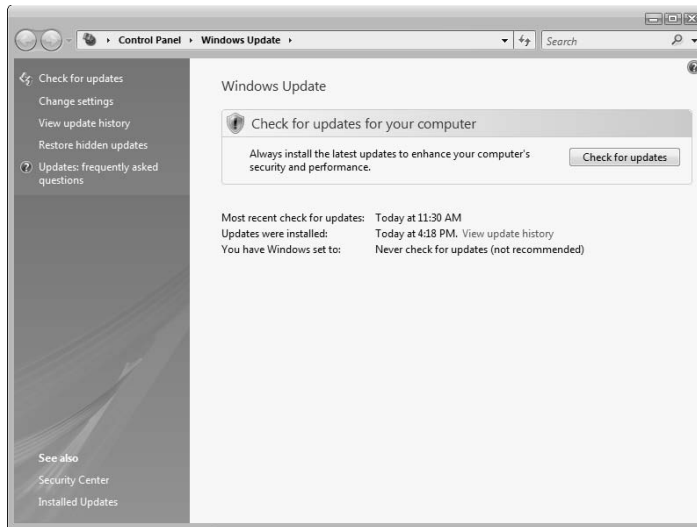 Control Panel Windows Update
Search
Check for updates
Change settings
View update history
Restore hidden updates
Updates: frequently asked
questions
See also
Security Center
Installed Updates
Windows Update
Check for updates for your computer
Always install the latest updates to enhance your computer's
security and performance.
Check for updates
Most recent check for updates: Today at 11:30 AM
Updates were installed: Today at 4:18 PM. View update history
You have Windows set to: Never check for updates (not recommended)